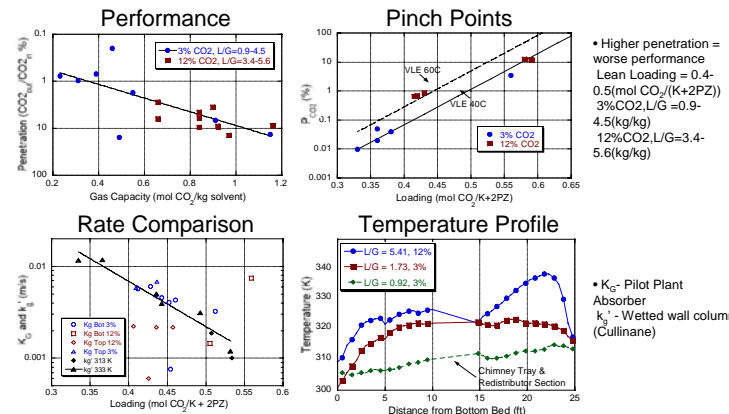 Performance
Penetration (CO2out/CO2in, %)
0.1
1
10
100
0.2
0.4
0.6
0.8
1
1.2
Gas Capacity (mol CO2/kg solvent)
3% CO2, L/G=0.9-4.5
12% CO2, L/G=3.4-5.6
Pinch Points
PCO2 (%)
100
10
1
0.1
0.01
0.001
0.3
0.35
0.4
0.45
0.5
0.55
0.6
0.65
Loading (mol CO2/K+2PZ)
VLE 60C
VLE 40C
3% CO2
12% CO2
• Higher penetration =
worse performance
Lean Loading = 0.4-
0.5(mol CO2/(K+2PZ))
3%CO2,L/G =0.9-
4.5(kg/kg)
12%CO2,L/G=3.4-
5.6(kg/kg)
Rate Comparison
KG and kg' (m/s)
0.01
0.001
0.3
0.4
0.5
0.6
Loading (mol CO2/K + 2PZ)
Kg Bot 3%
Kg Bot 12%
Kg Top 12%
Kg Top 3%
kg' 313 K
kg' 333 K
Temperature Profile
Temperature (K)
340
330
320
310
300
0
5
10
15
20
25
Distance from Bottom Bed (ft)
L/G = 5.41, 12%
L/G = 1.73, 3%
L/G = 0.92, 3%
Chimney Tray &
Redistributor Section
• KG- Pilot Plant
Absorber
kg' - Wetted wall colum
(Cullinane)